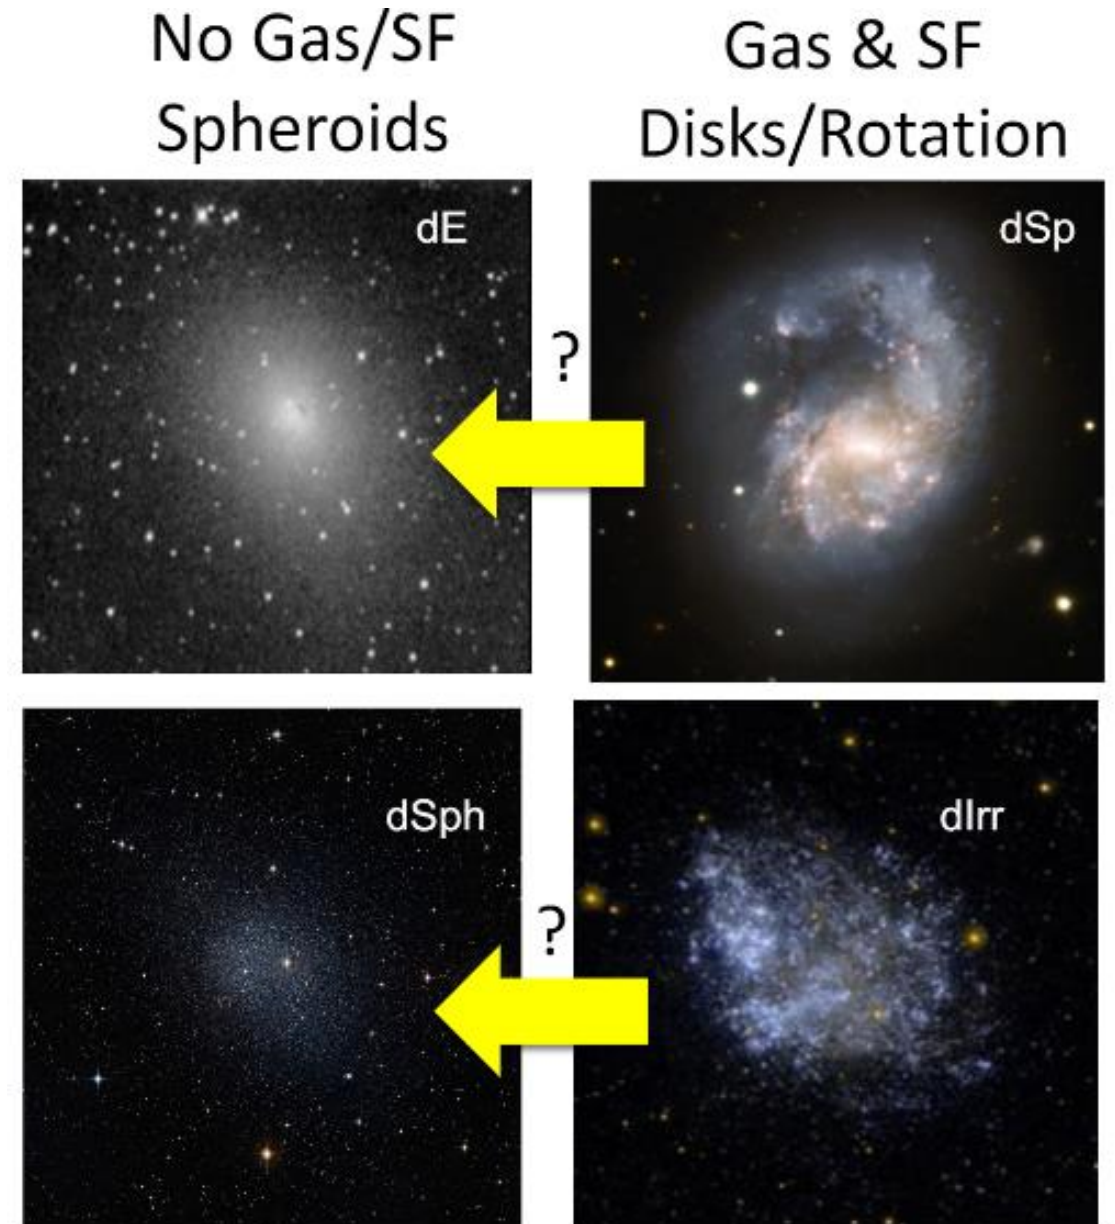 No Gas/SF
Spheroids
Gas & SF
Disks/Rotation
dE
dSp
?
dSph
dIrr
?